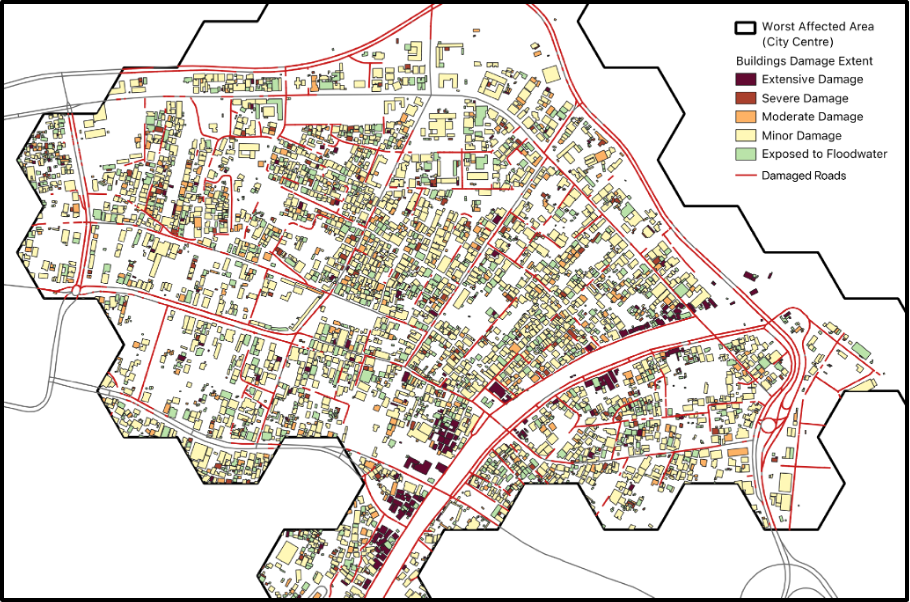 Worst Affected Area
(City Centre)
Buildings Damage Extent
Extensive Damage
Severe Damage
Moderate Damage
Minor Damage
Exposed to Floodwater
Damaged Roads